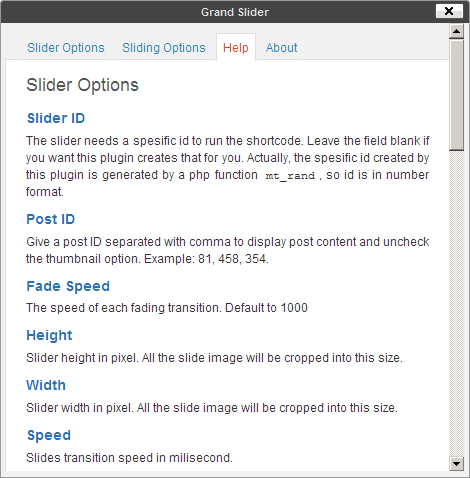 Grand Slider
Slider Options Sliding Options Help About
Slider Options
Slider ID
The slider needs a spesific id to run the shortcode. Leave the field blank if
you want this plugin creates that for you. Actually, the spesific id created by
this plugin is generated by a php function mt_rand , so id is in number
format.
Post ID
Give a post ID separated with comma to display post content and uncheck
the thumbnail option. Example: 81, 458, 354.
Fade Speed
The speed of each fading transition. Default to 1000
Height
Slider height in pixel. All the slide image will be cropped into this size.
Width
Slider width in pixel. All the slide image will be cropped into this size.
Speed
Slides transition speed in milisecond.